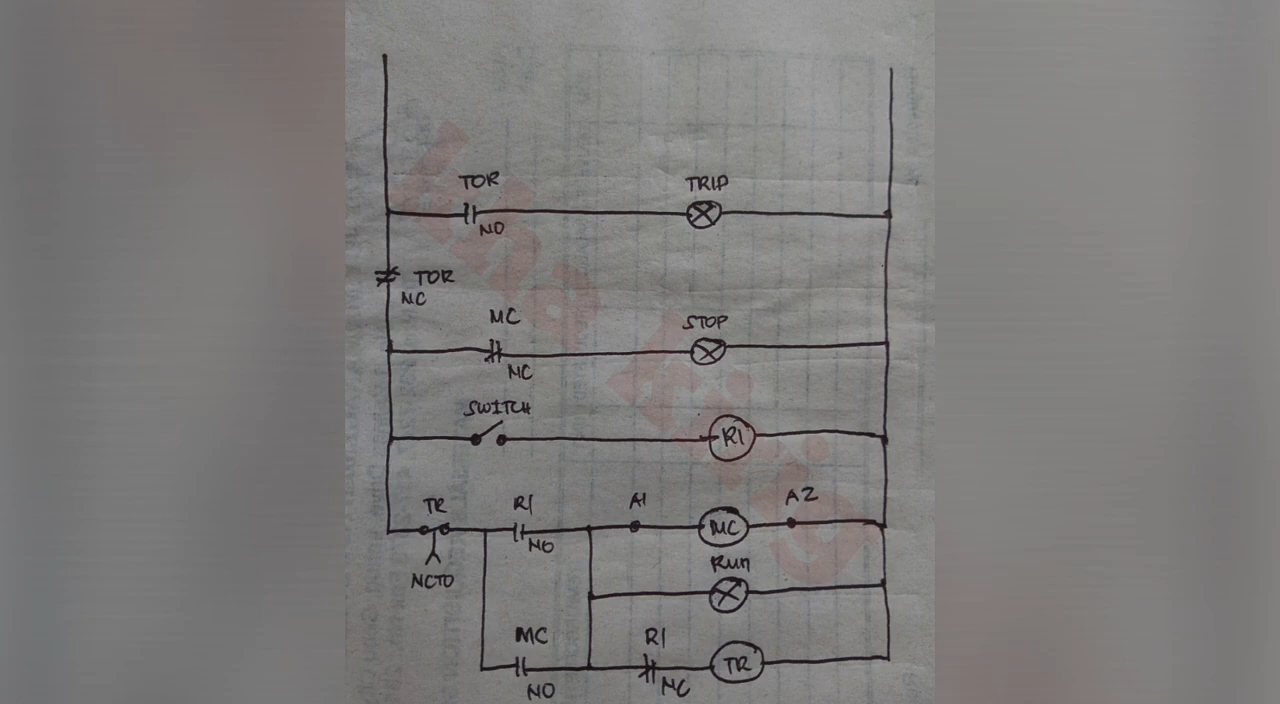 TOR
TRIP
NO
TOR
NC
MC
STOP
NC
SWITCH
R1
TR
R1
A1
MC
A2
NO
NCTO
Run
MC
R1
TR
NO
NC